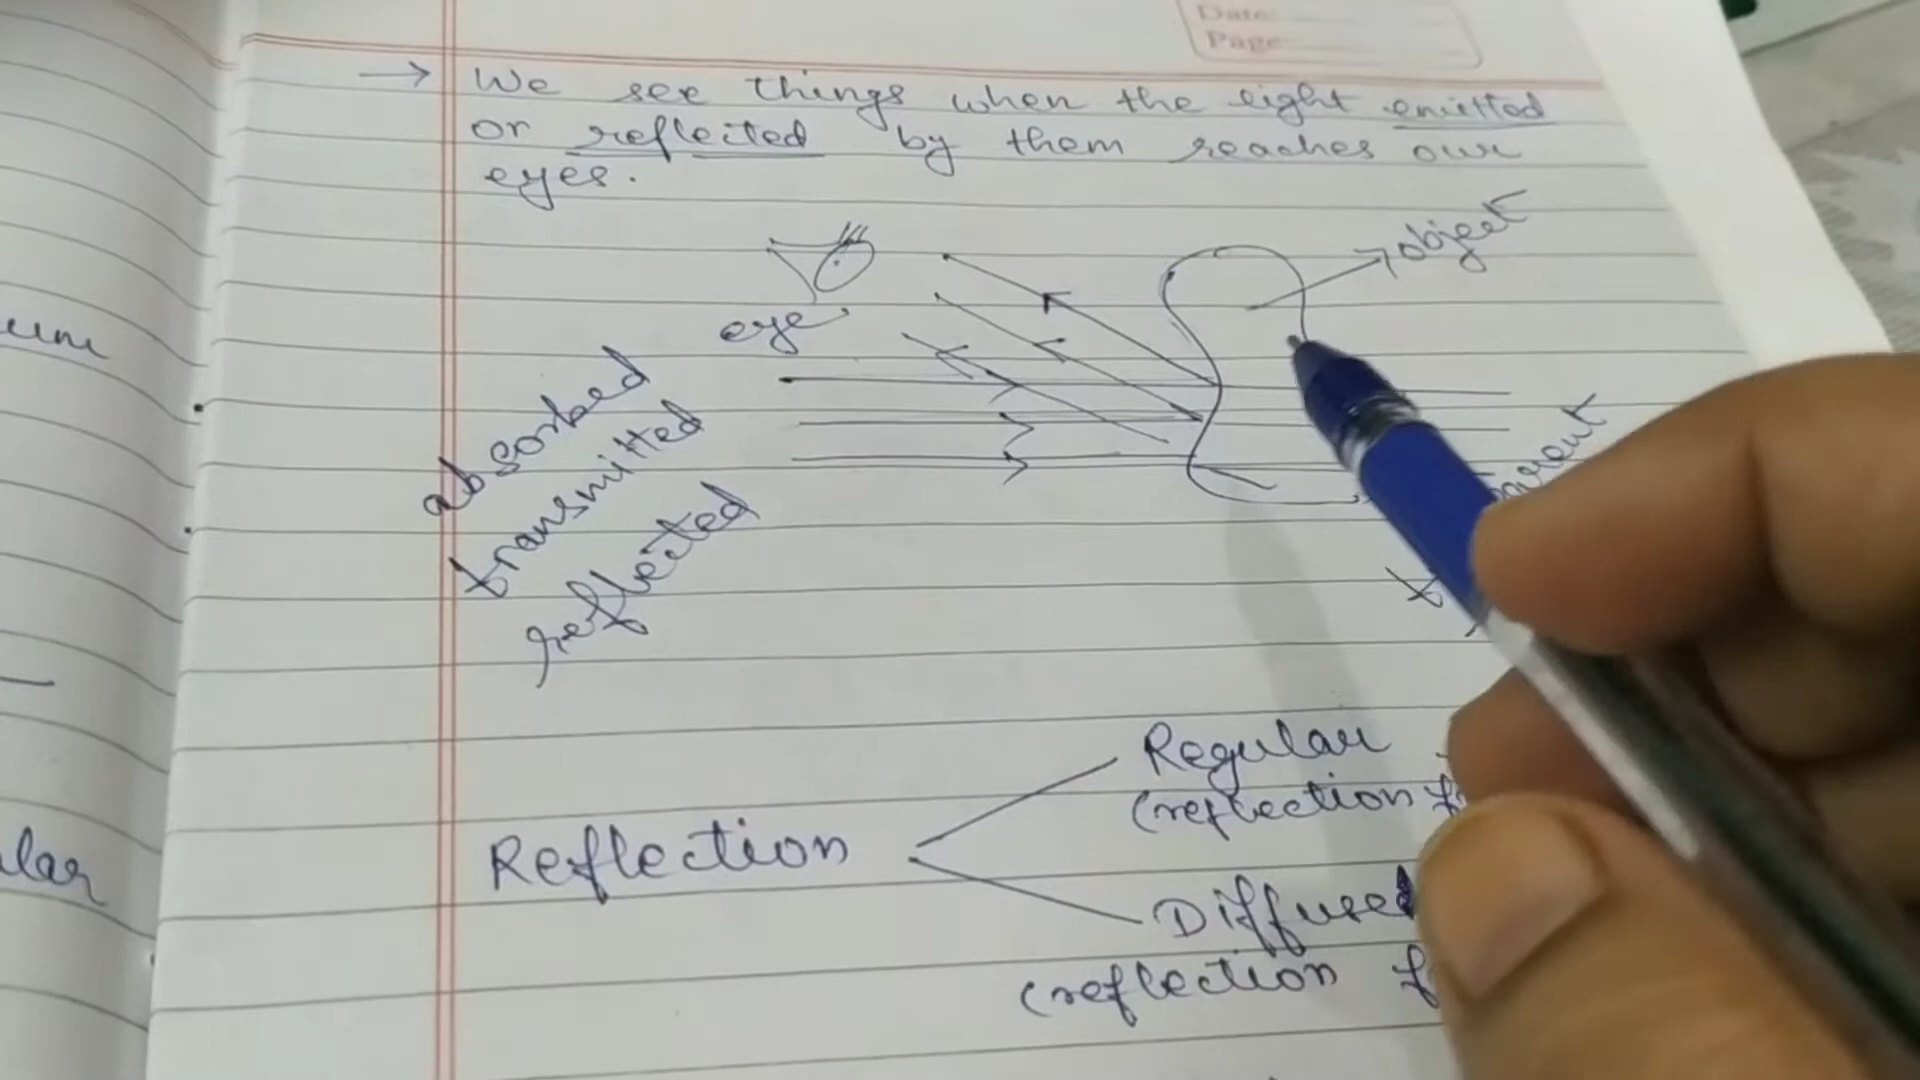 Date
Page
→ We see things when the light emitted
or reflected by them reaches our
eyes.
object
eye
absorbed
transmitted
reflected
Regular
(reflection
Reflection
Diffused
(reflection